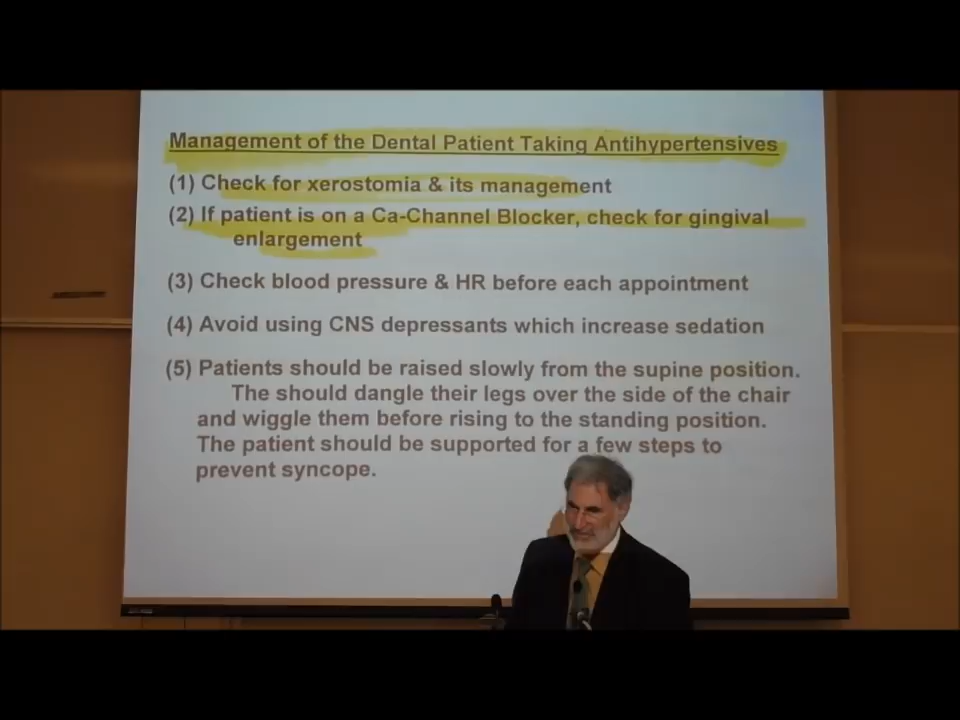 Management of the Dental Patient Taking Antihypertensives
(1) Check for xerostomia & its management
(2) If patient is on a Ca-Channel Blocker, check for gingival
enlargement
(3) Check blood pressure & HR before each appointment
(4) Avoid using CNS depressants which increase sedation
(5) Patients should be raised slowly from the supine position.
The should dangle their legs over the side of the chair
and wiggle them before rising to the standing position.
The patient should be supported for a few steps to
prevent syncope.